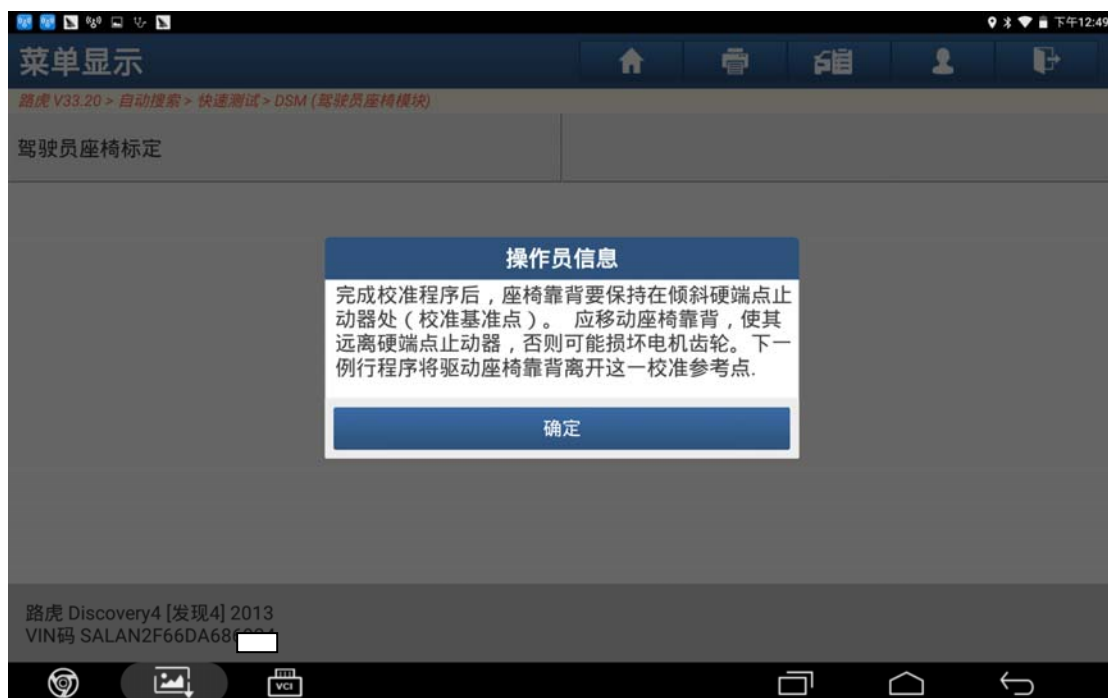 下午12:49
菜单显示
路虎 V33.20 > 自动搜索 > 快速测试 > DSM (驾驶员座椅模块)
驾驶员座椅标定
操作员信息
完成校准程序后，座椅靠背要保持在倾斜硬端点止
动器处（校准基准点）。 应移动座椅靠背，使其
远离硬端点止动器，否则可能损坏电机齿轮。下一
例行程序将驱动座椅靠背离开这一校准参考点.
确定
路虎 Discovery4 [发现4] 2013
VIN码 SALAN2F66DA68
VCI